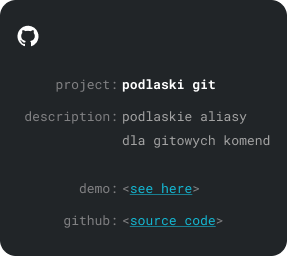 project: podlaski git
description: podlaskie aliasy
dla gitowych komend
demo: <see here>
github: <source code>